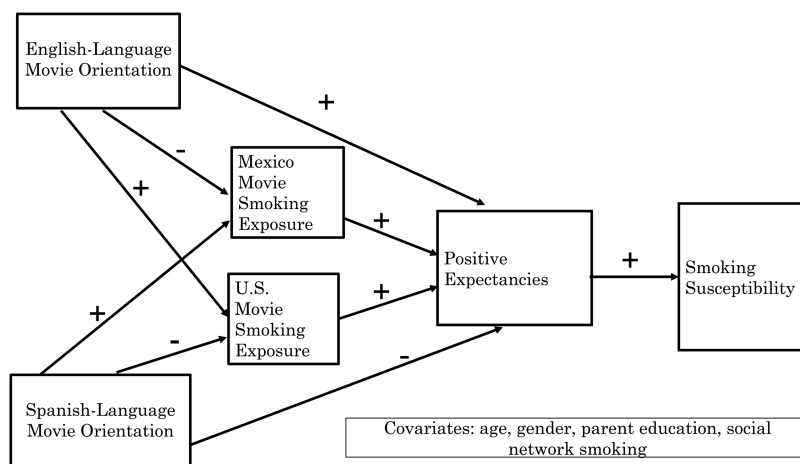 English-Language
Movie Orientation
+
-
+
Mexico
Movie
Smoking
Exposure
+
Positive
Expectancies
+
Smoking
Susceptibility
+
U.S.
Movie
Smoking
Exposure
+
-
-
Spanish-Language
Movie Orientation
Covariates: age, gender, parent education, social
network smoking